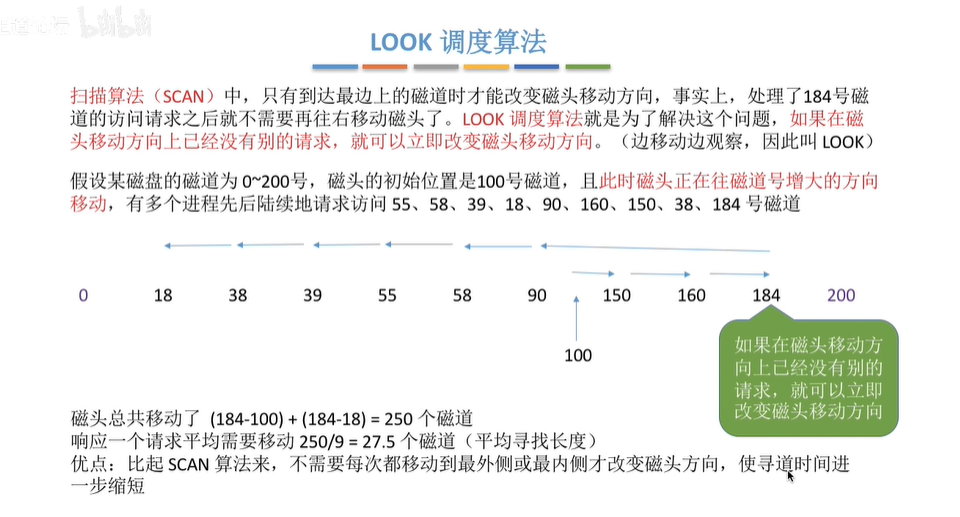 LOOK 调度算法
扫描算法（SCAN）中，只有到达最边上的磁道时才能改变磁头移动方向，事实上，处理了184号磁
道的访问请求之后就不需要再往右移动磁头了。LOOK 调度算法就是为了解决这个问题，如果在磁
头移动方向上已经没有别的请求，就可以立即改变磁头移动方向。（边移动边观察，因此叫 LOOK）
假设某磁盘的磁道为 0~200号，磁头的初始位置是100号磁道，且此时磁头正在往磁道号增大的方向
移动，有多个进程先后陆续地请求访问 55、58、39、18、90、160、150、38、184 号磁道
0 18 38 39 55 58 90 150 160 184 200
100
如果在磁头移动方
向上已经没有别的
请求，就可以立即
改变磁头移动方向
磁头总共移动了 (184-100) + (184-18) = 250 个磁道
响应一个请求平均需要移动 250/9 = 27.5 个磁道（平均寻找长度）
优点：比起 SCAN 算法来，不需要每次都移动到最外侧或最内侧才改变磁头方向，使寻道时间进
一步缩短